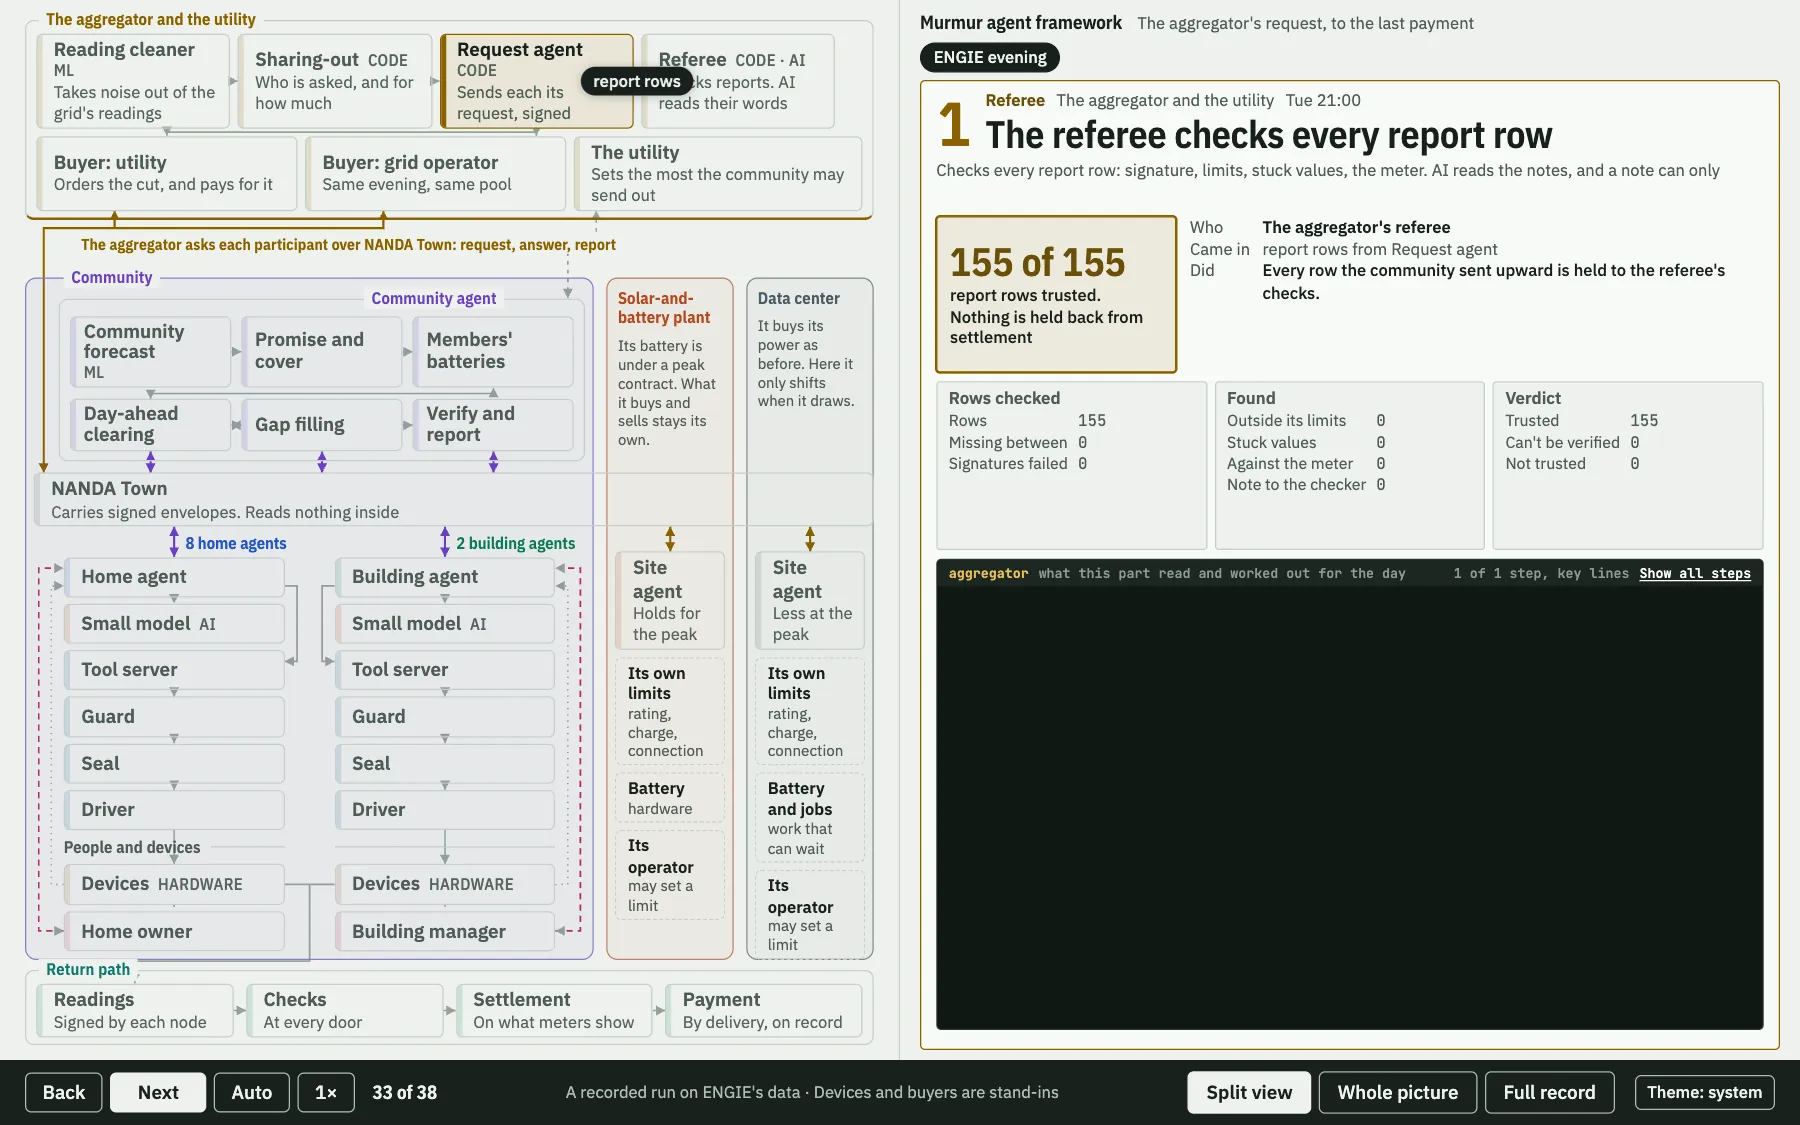 The aggregator and the utility
Reading cleaner
ML
Takes noise out of the
grid's readings
Sharing-out CODE
Who is asked, and for
how much
Request agent
CODE
Sends each its
request, signed
report rows
Referee CODE · AI
cks reports. AI
reads their words
Buyer: utility
Orders the cut, and pays for it
Buyer: grid operator
Same evening, same pool
The utility
Sets the most the community may
send out
The aggregator asks each participant over NANDA Town: request, answer, report
Community
Community agent
Community
forecast
ML
Promise and
cover
Members'
batteries
Day-ahead
clearing
Gap filling
Verify and
report
Solar-and-
battery plant
Its battery is
under a peak
contract. What
it buys and
sells stays its
own.
Data center
It buys its
power as
before. Here it
only shifts
when it draws.
NANDA Town
Carries signed envelopes. Reads nothing inside
8 home agents
2 building agents
Home agent
Small model AI
Tool server
Guard
Seal
Driver
People and devices
Devices HARDWARE
Home owner
Building agent
Small model AI
Tool server
Guard
Seal
Driver
Devices HARDWARE
Building manager
Site
agent
Holds for
the peak
Its own
limits
rating,
charge,
connection
Battery
hardware
Its
operator
may set a
limit
Site
agent
Less at the
peak
Its own
limits
rating,
charge,
connection
Battery
and jobs
work that
can wait
Its
operator
may set a
limit
Return path
Readings
Signed by each node
Checks
At every door
Settlement
On what meters show
Payment
By delivery, on record
Murmur agent framework The aggregator's request, to the last payment
ENGIE evening
1
Referee The aggregator and the utility Tue 21:00
The referee checks every report row
Checks every report row: signature, limits, stuck values, the meter. AI reads the notes, and a note can only
155 of 155
report rows trusted.
Nothing is held back from
settlement
Who The aggregator's referee
Came in report rows from Request agent
Did Every row the community sent upward is held to the referee's
checks.
Rows checked
Rows 155
Missing between 0
Signatures failed 0
Found
Outside its limits 0
Stuck values 0
Against the meter 0
Note to the checker 0
Verdict
Trusted 155
Can't be verified 0
Not trusted 0
aggregator what this part read and worked out for the day 1 of 1 step, key lines Show all steps
Back
Next
Auto
1×
33 of 38
A recorded run on ENGIE's data · Devices and buyers are stand-ins
Split view
Whole picture
Full record
Theme: system